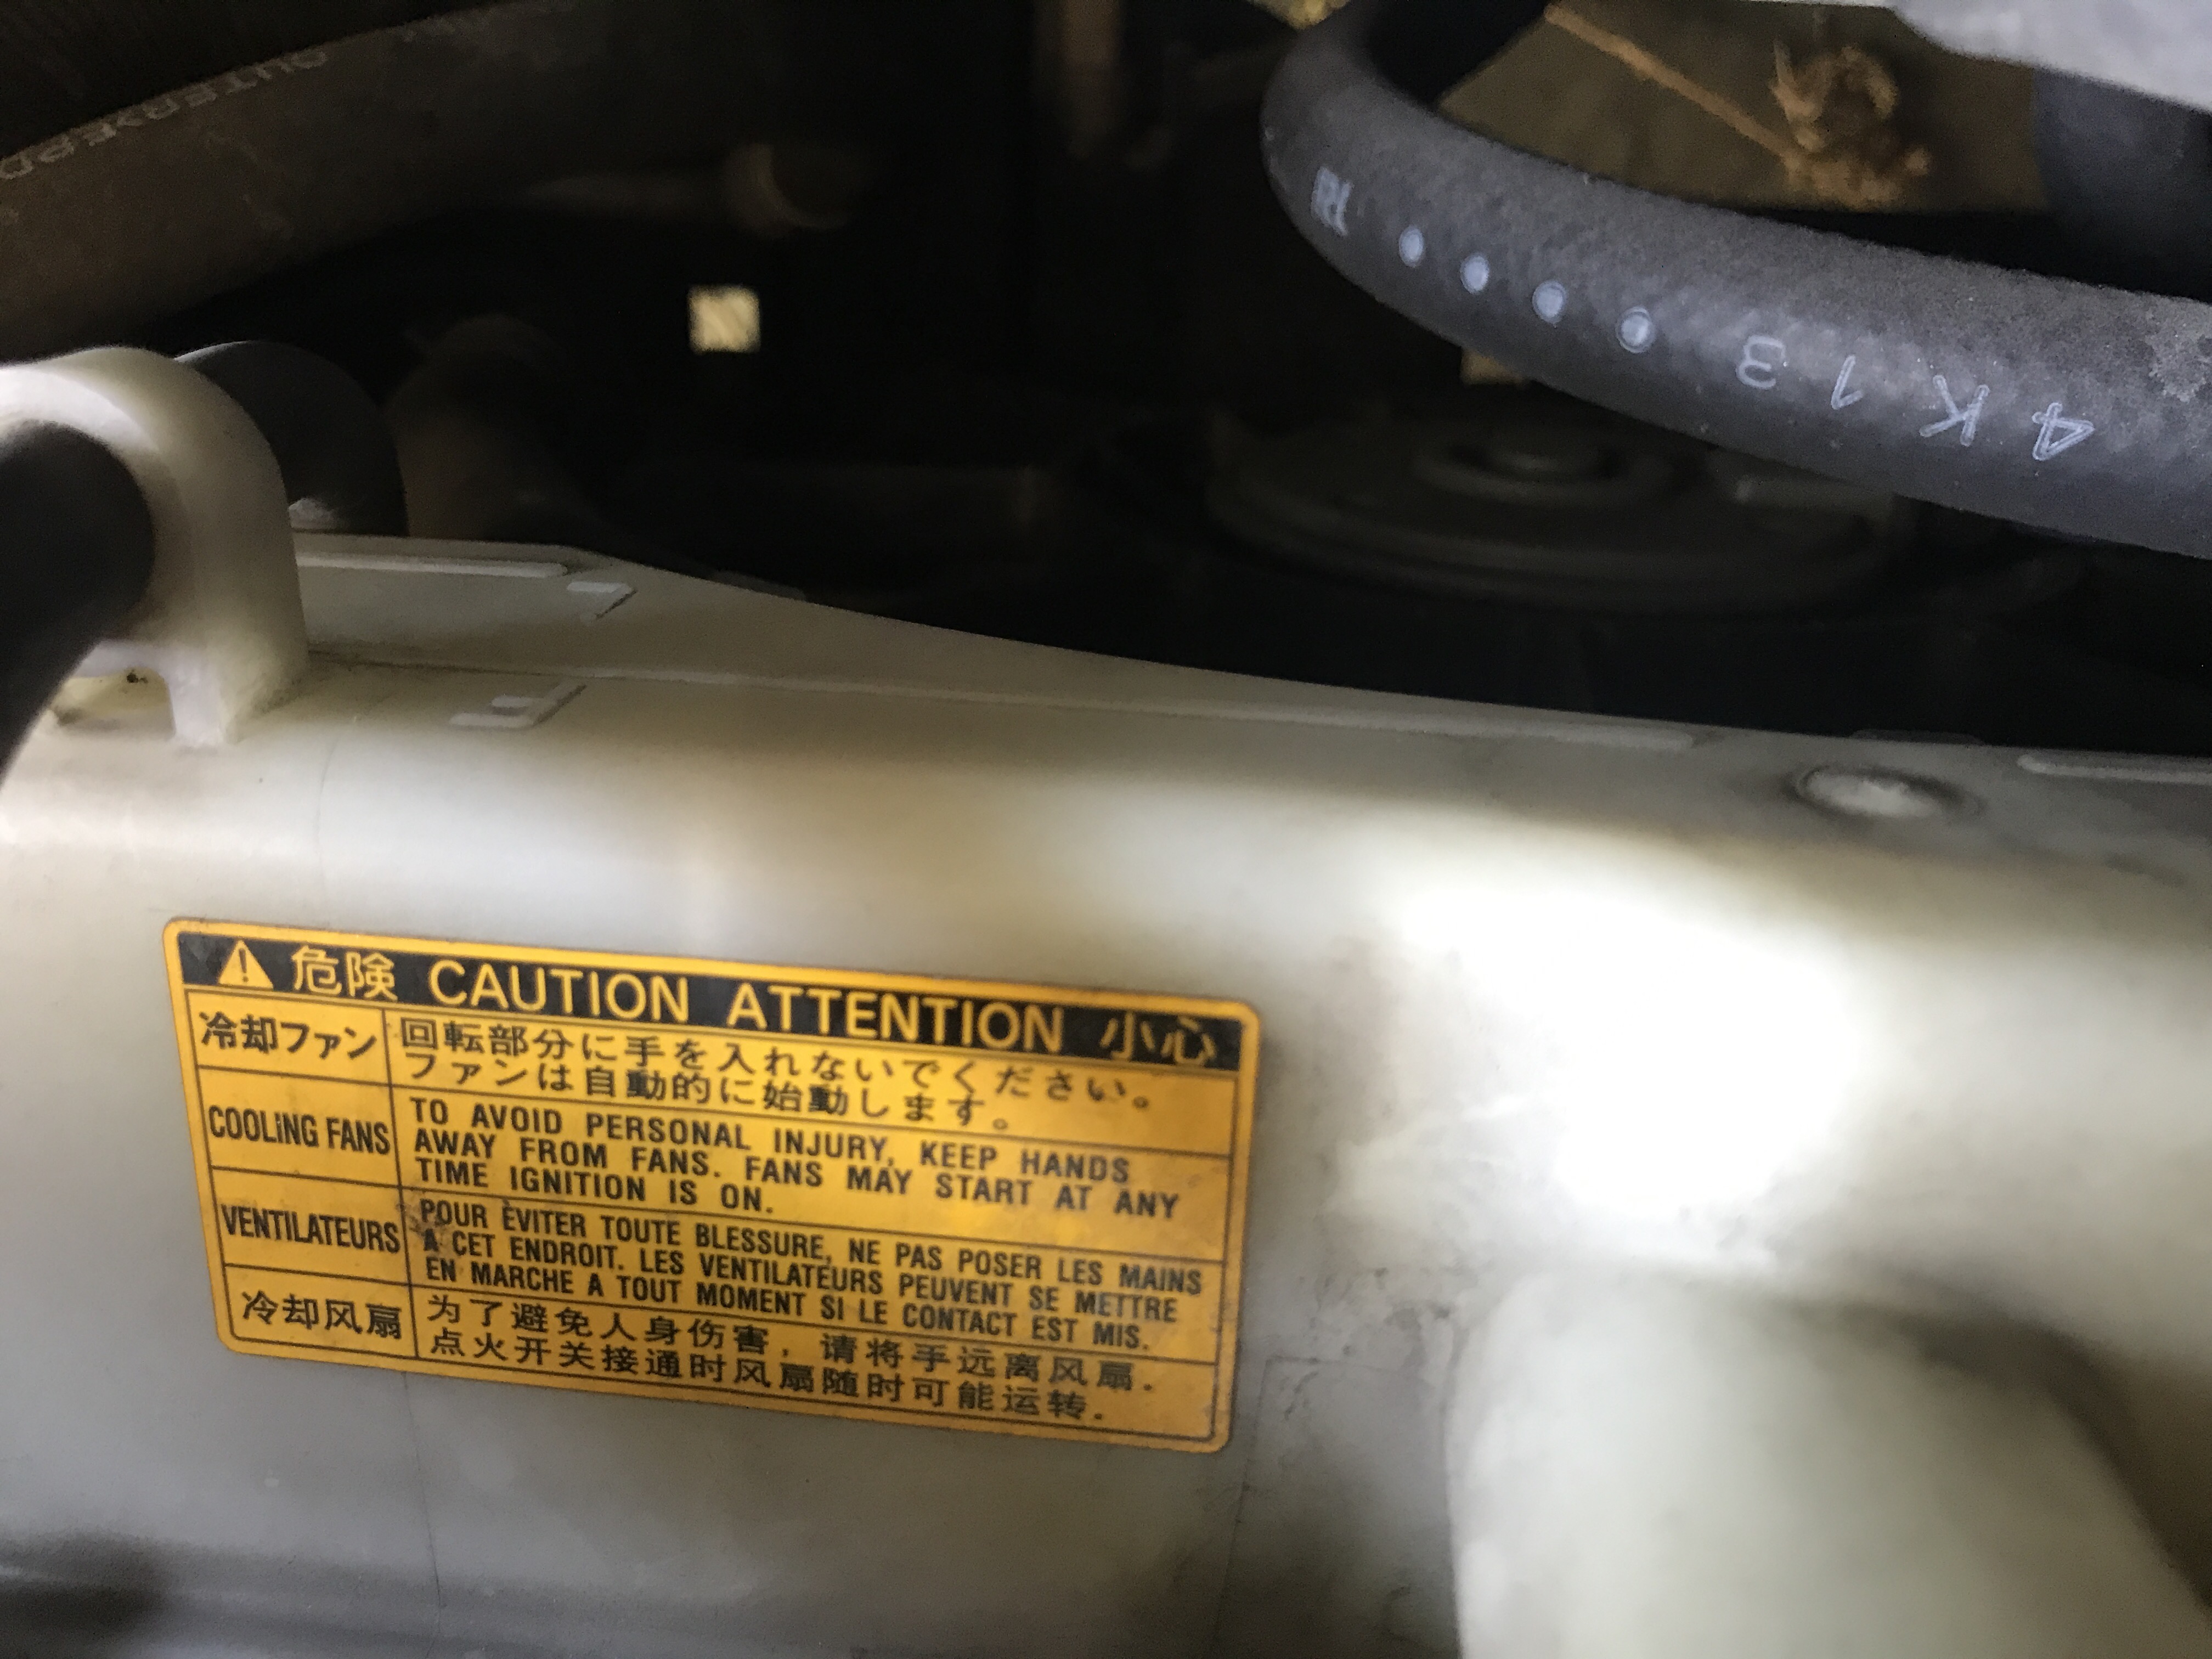 4K13
危険 CAUTION ATTENTION 小心
冷却ファン
回転部分に手を入れないでください。
ファンは自動的に始動します。
COOLING FANS
TO AVOID PERSONAL INJURY, KEEP HANDS
AWAY FROM FANS. FANS MAY START AT ANY
TIME IGNITION IS ON.
VENTILATEURS
POUR ÈVITER TOUTE BLESSURE, NE PAS POSER LES MAINS
A CET ENDROIT. LES VENTILATEURS PEUVENT SE METTRE
EN MARCHE A TOUT MOMENT SI LE CONTACT EST MIS.
冷却风扇
为了避免人身伤害，请将手远离风扇.
点火开关接通时风扇随时可能运转.